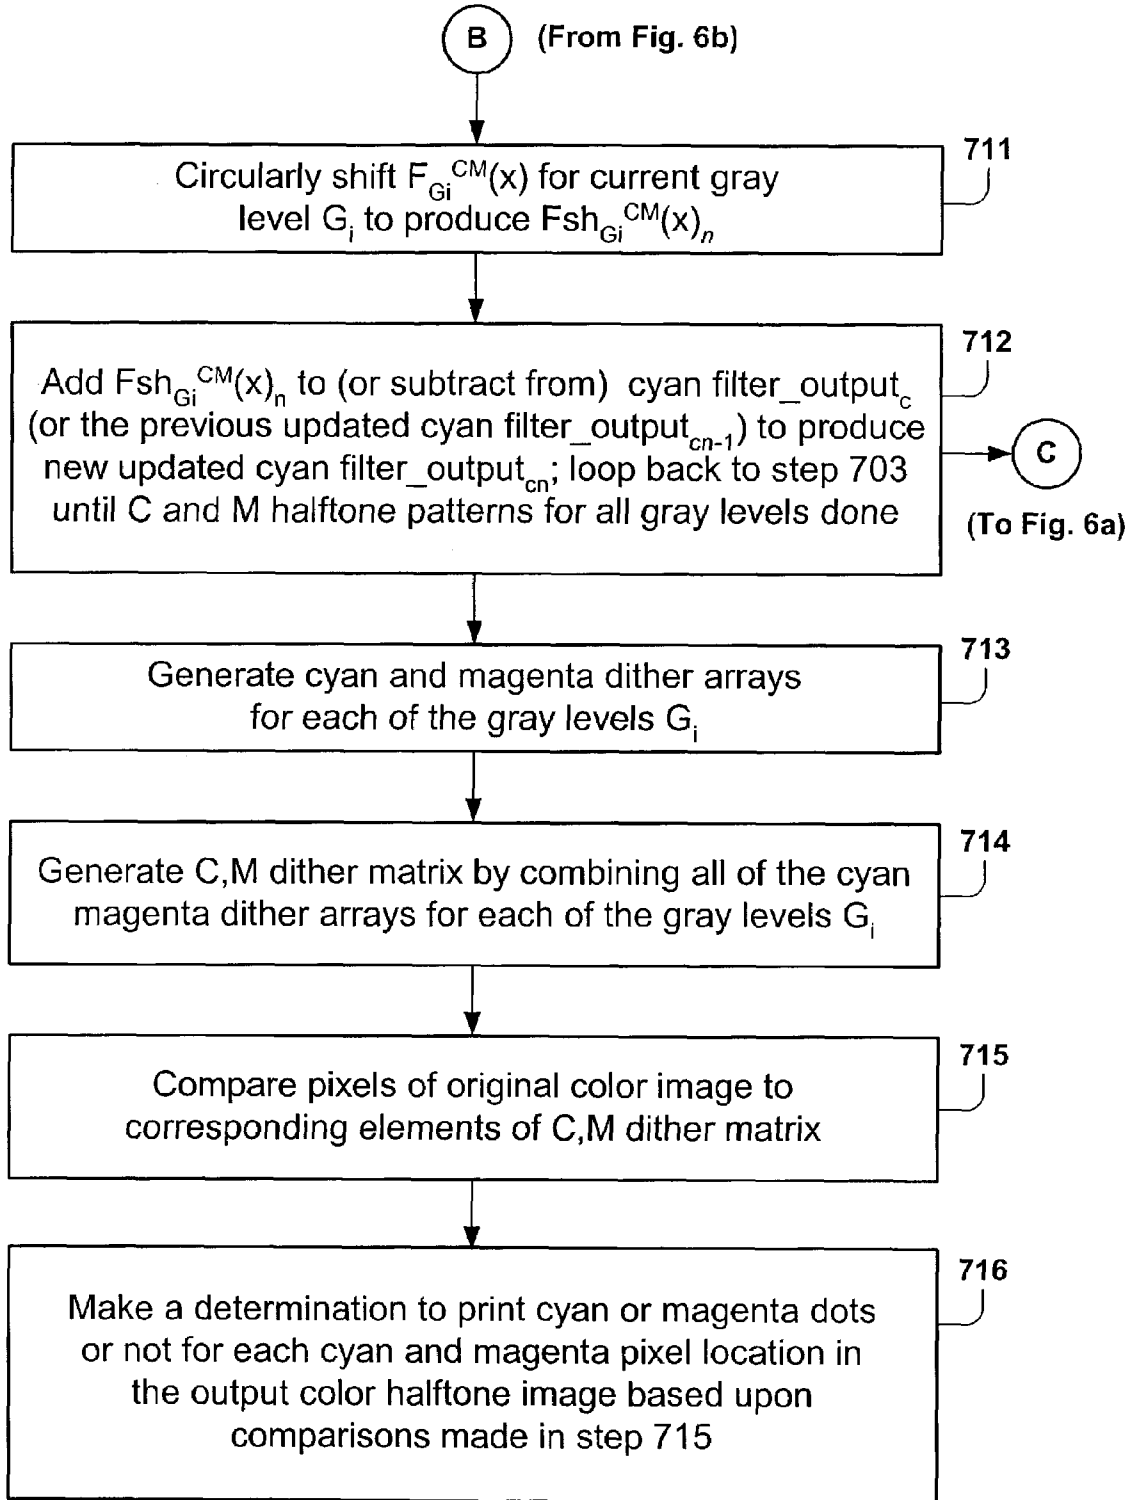 B (From Fig. 6b)
711
Circularly shift F_Gi^CM(x) for current gray
level G_i to produce Fsh_Gi^CM(x)_n
712
Add Fsh_Gi^CM(x)_n to (or subtract from) cyan filter_output_c
(or the previous updated cyan filter_output_cn-1) to produce
new updated cyan filter_output_cn; loop back to step 703
until C and M halftone patterns for all gray levels done
C
(To Fig. 6a)
713
Generate cyan and magenta dither arrays
for each of the gray levels G_i
714
Generate C,M dither matrix by combining all of the cyan
magenta dither arrays for each of the gray levels G_i
715
Compare pixels of original color image to
corresponding elements of C,M dither matrix
716
Make a determination to print cyan or magenta dots
or not for each cyan and magenta pixel location in
the output color halftone image based upon
comparisons made in step 715